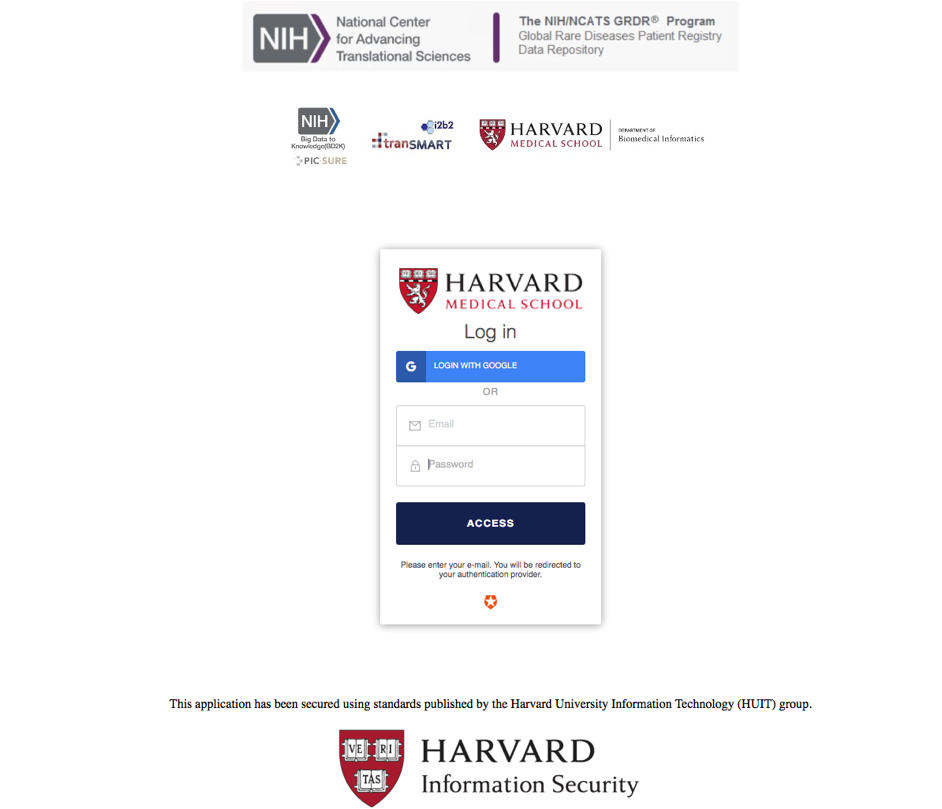 NIH
National Center
for Advancing
Translational Sciences
The NIH/NCATS GRDR® Program
Global Rare Diseases Patient Registry
Data Repository
NIH
Big Data to
Knowledge(BD2K)
PIC-SURE
i2b2
tranSMART
HARVARD
MEDICAL SCHOOL
DEPARTMENT OF
Biomedical Informatics
HARVARD
MEDICAL SCHOOL
Log in
G LOGIN WITH GOOGLE
OR
Email
Password
ACCESS
Please enter your e-mail. You will be redirected to
your authentication provider.
This application has been secured using standards published by the Harvard University Information Technology (HUIT) group.
VE RI
TAS
HARVARD
Information Security